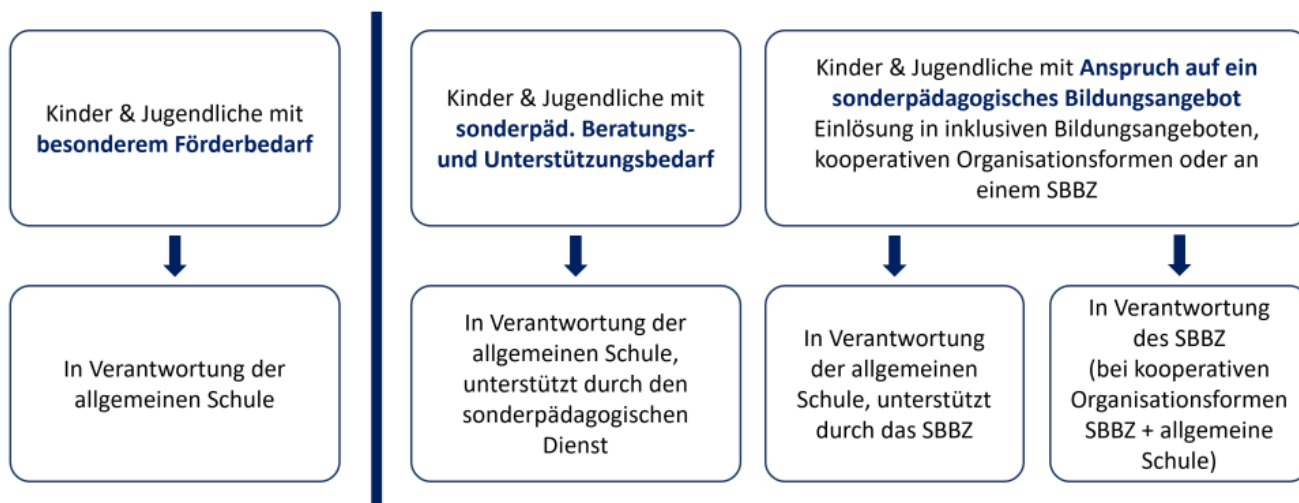 Kinder & Jugendliche mit
besonderem Förderbedarf
Kinder & Jugendliche mit
sonderpäd. Beratungs-
und Unterstützungsbedarf
Kinder & Jugendliche mit Anspruch auf ein
sonderpädagogisches Bildungsangebot
Einlösung in inklusiven Bildungsangeboten,
kooperativen Organisationsformen oder an
einem SBBZ
In Verantwortung der
allgemeinen Schule
In Verantwortung der
allgemeinen Schule,
unterstützt durch den
sonderpädagogischen
Dienst
In Verantwortung
der allgemeinen
Schule, unterstützt
durch das SBBZ
In Verantwortung
des SBBZ
(bei kooperativen
Organisationsformen
SBBZ + allgemeine
Schule)